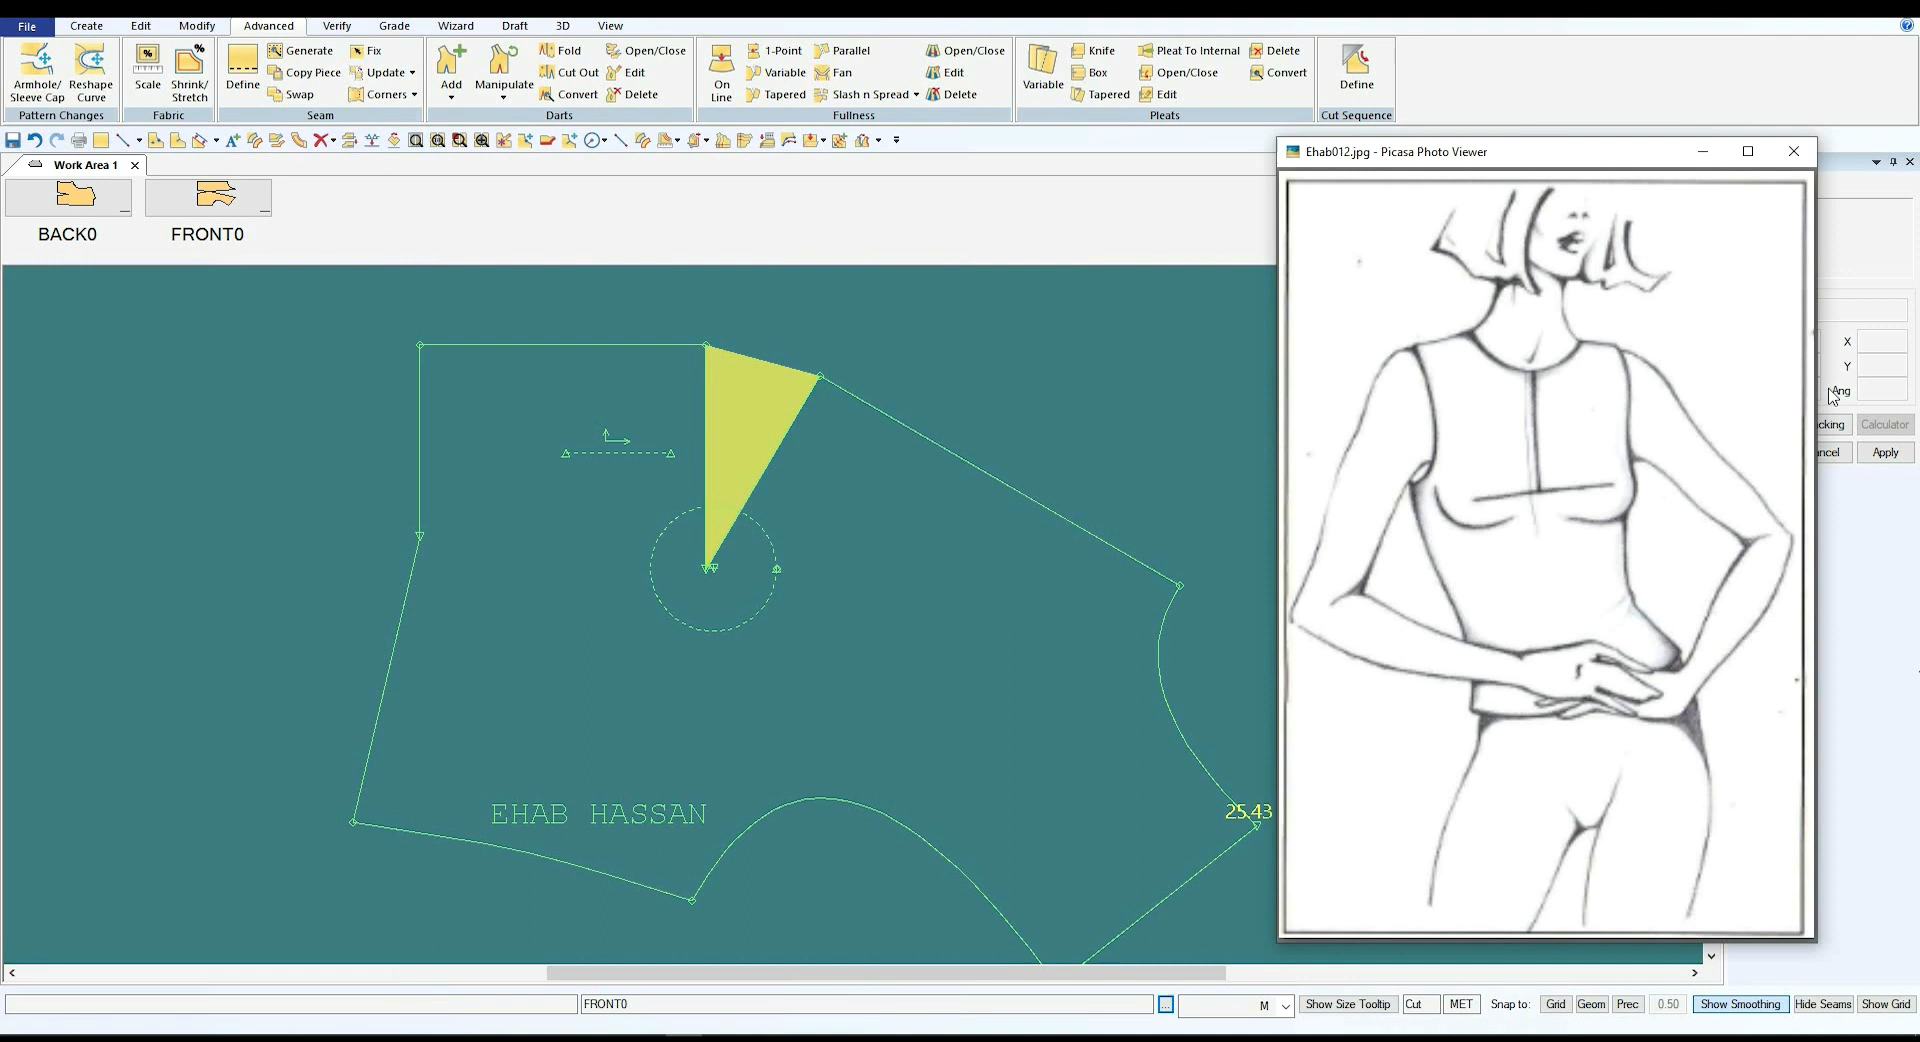 File Create Edit Modify Advanced Verify Grade Wizard Draft 3D View
Armhole/ Sleeve Cap
Reshape Curve
Pattern Changes
Scale
Shrink/ Stretch
Fabric
Define
Generate
Copy Piece
Swap
Fix
Update
Corners
Seam
Add
Manipulate
Fold
Cut Out
Convert
Open/Close
Edit
Delete
Darts
On Line
1-Point
Variable
Tapered
Parallel
Fan
Slash n Spread
Open/Close
Edit
Delete
Fullness
Variable
Knife
Box
Tapered
Pleat To Internal
Open/Close
Edit
Delete
Convert
Pleats
Define
Cut Sequence
Work Area 1
BACK0
FRONT0
Ehab012.jpg - Picasa Photo Viewer
X
Y
Ang
cking
Calculator
ncel
Apply
EHAB HASSAN
25.43
FRONT0
...
M
Show Size Tooltip
Cut
MET
Snap to:
Grid
Geom
Prec
0.50
Show Smoothing
Hide Seams
Show Grid